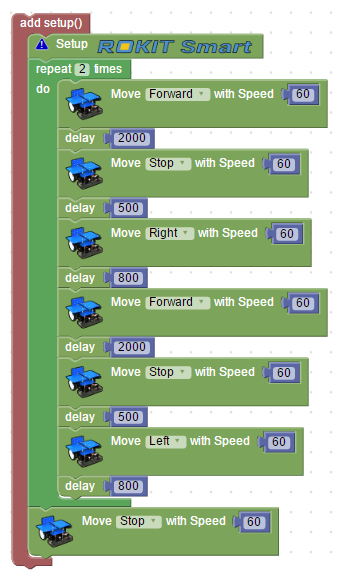 add setup()
Setup ROKIT Smart
repeat 2 times
do
Move Forward with Speed 60
delay 2000
Move Stop with Speed 60
delay 500
Move Right with Speed 60
delay 800
Move Forward with Speed 60
delay 2000
Move Stop with Speed 60
delay 500
Move Left with Speed 60
delay 800
Move Stop with Speed 60